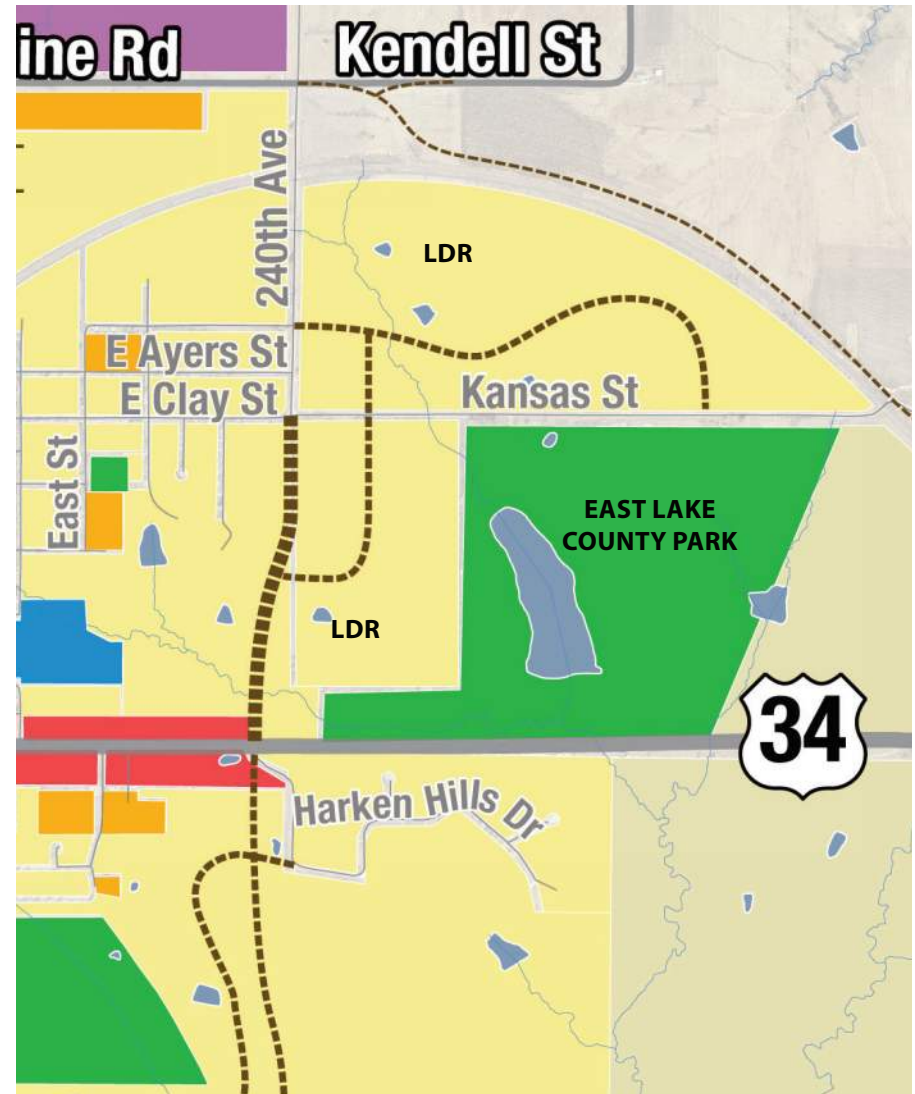 ine Rd
Kendell St
240th Ave
LDR
E Ayers St
E Clay St
Kansas St
East St
EAST LAKE
COUNTY PARK
LDR
34
Harken Hills Dr